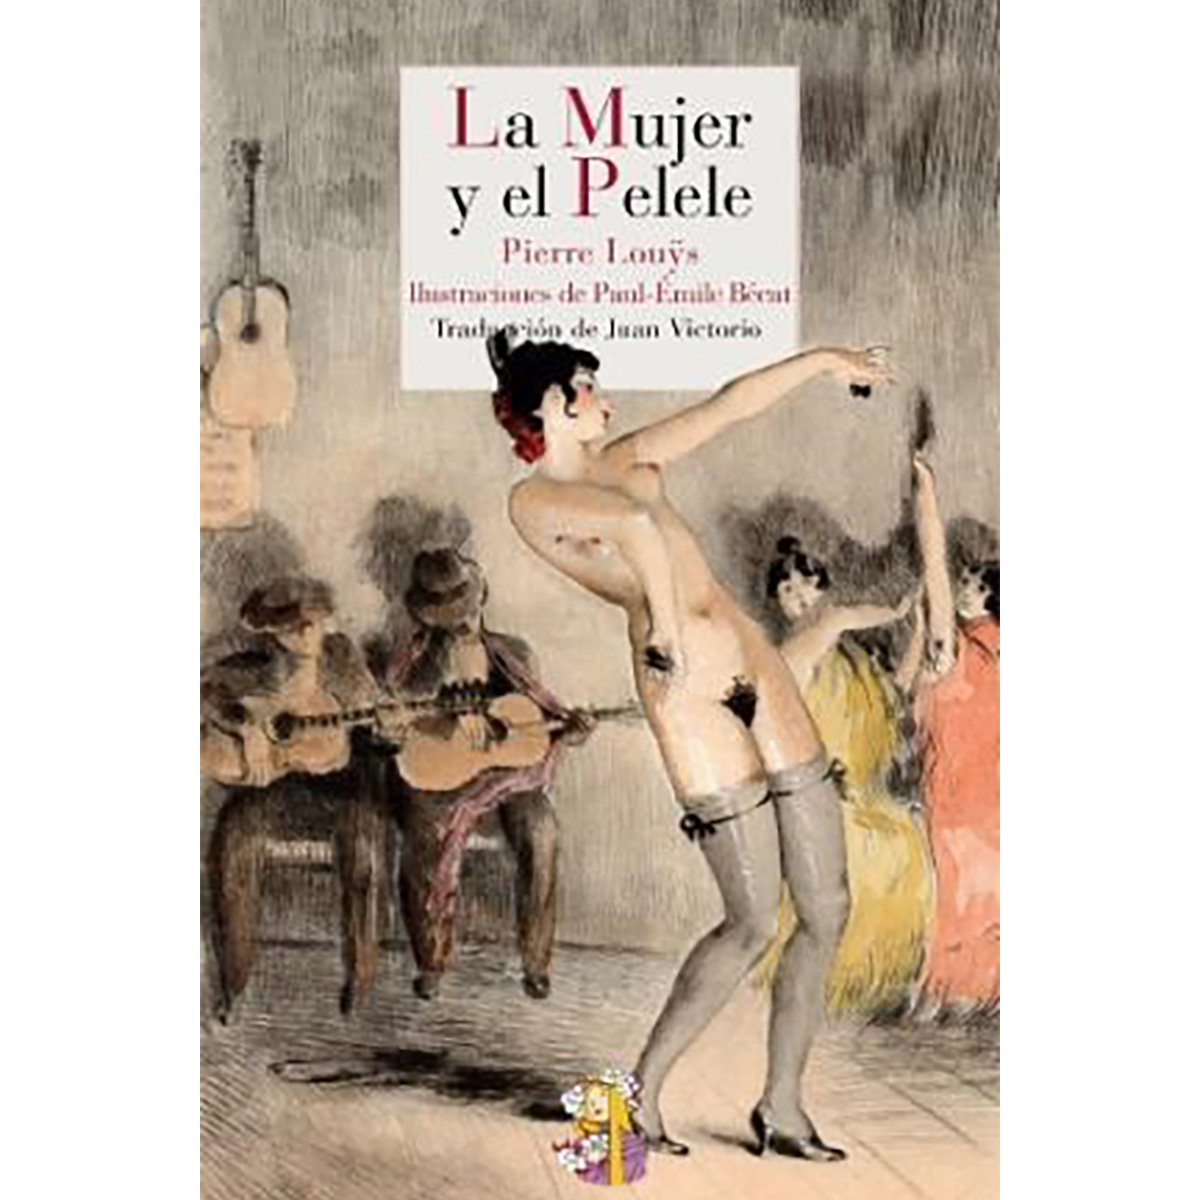 La Mujer
y el Pelele
Pierre Louÿs
Ilustraciones de Paul-Émile Bécat
Traducción de Juan Victorio